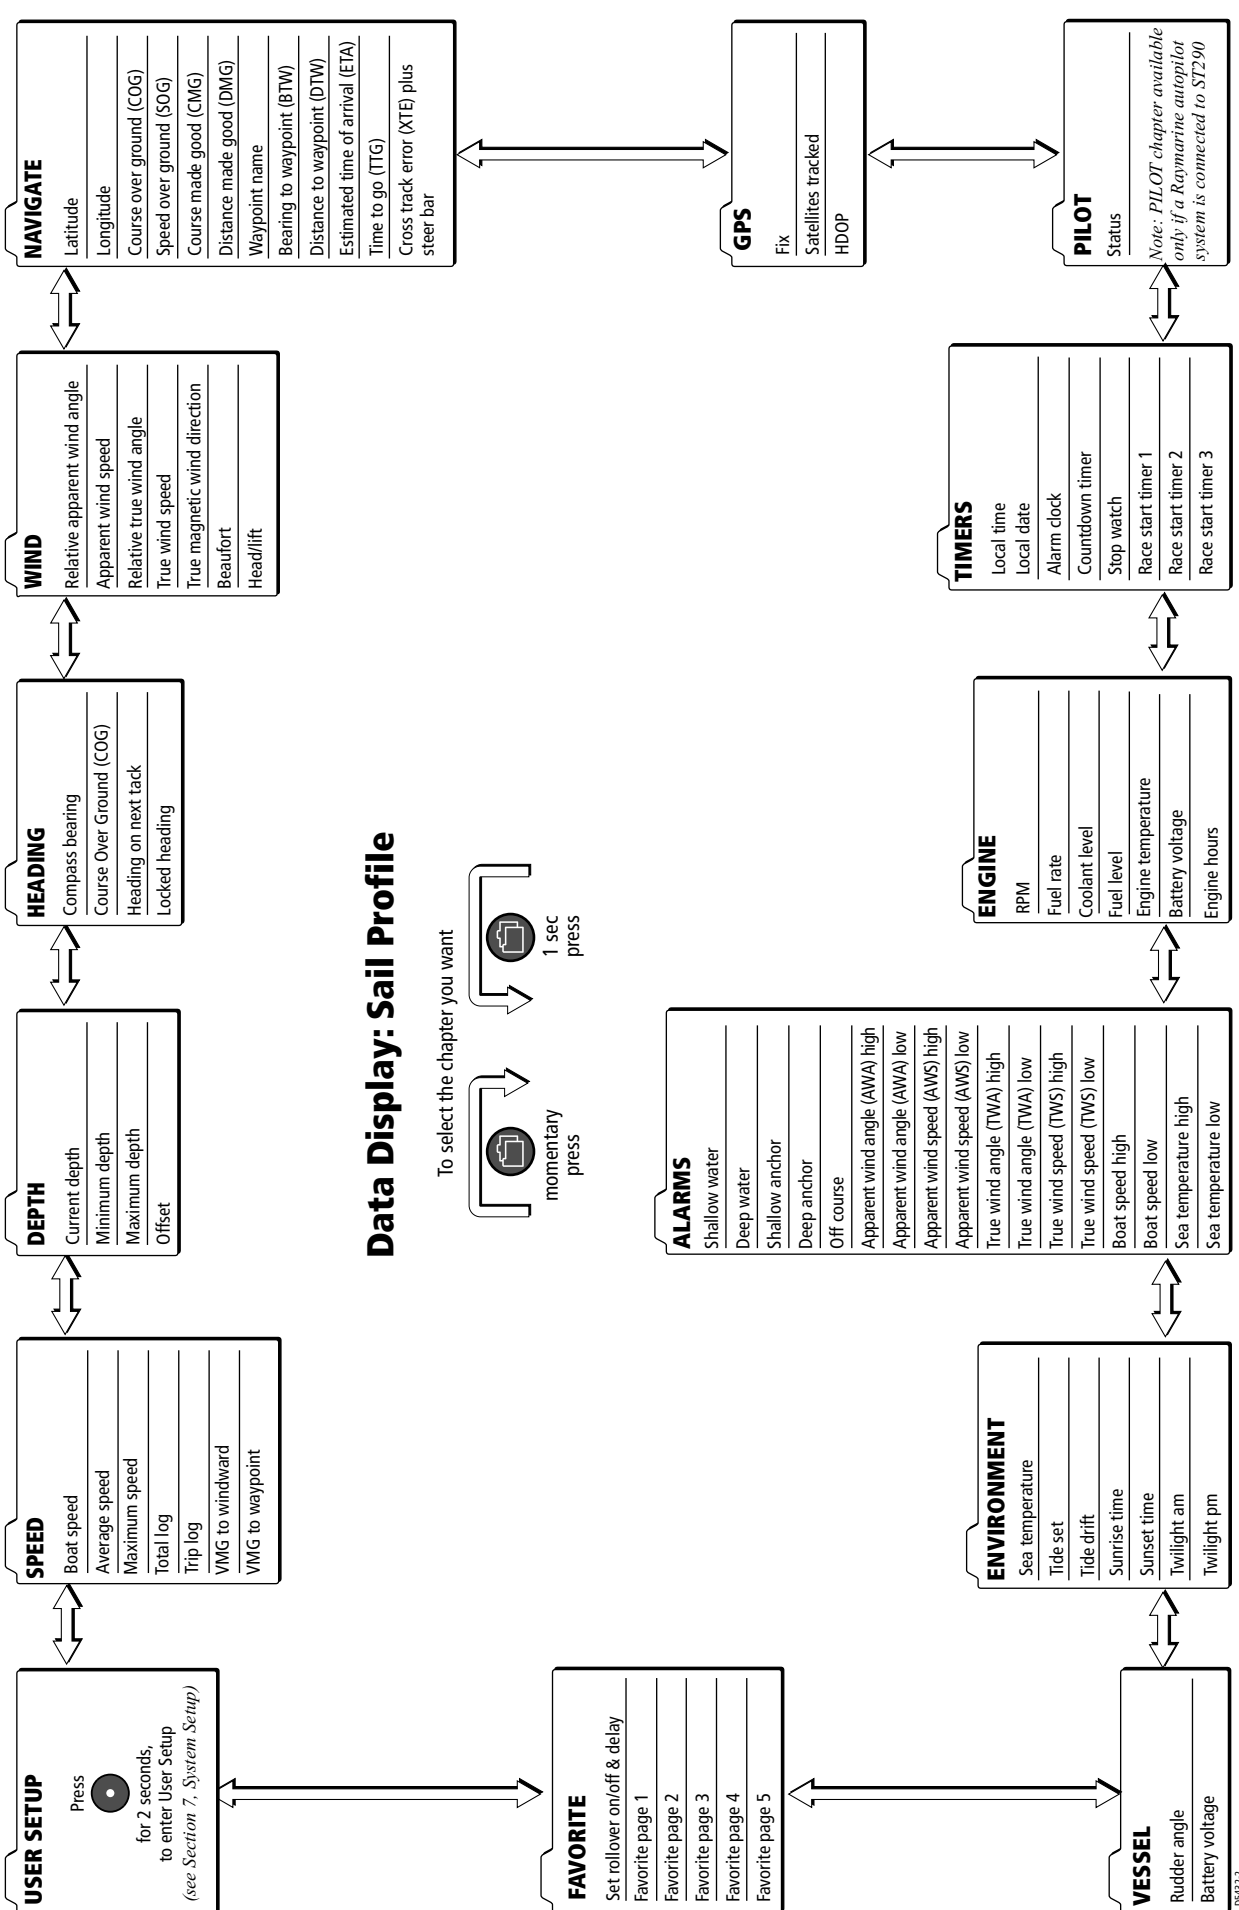 USER SETUP
Press
for 2 seconds,
to enter User Setup
(see Section 7, System Setup)
SPEED
Boat speed
Average speed
Maximum speed
Total log
Trip log
VMG to windward
VMG to waypoint
DEPTH
Current depth
Minimum depth
Maximum depth
Offset
HEADING
Compass bearing
Course Over Ground (COG)
Heading on next tack
Locked heading
WIND
Relative apparent wind angle
Apparent wind speed
Relative true wind angle
True wind speed
True magnetic wind direction
Beaufort
Head/lift
NAVIGATE
Latitude
Longitude
Course over ground (COG)
Speed over ground (SOG)
Course made good (CMG)
Distance made good (DMG)
Waypoint name
Bearing to waypoint (BTW)
Distance to waypoint (DTW)
Estimated time of arrival (ETA)
Time to go (TTG)
Cross track error (XTE) plus
steer bar
Data Display: Sail Profile
To select the chapter you want
momentary
press
1 sec
press
FAVORITE
Set rollover on/off & delay
Favorite page 1
Favorite page 2
Favorite page 3
Favorite page 4
Favorite page 5
GPS
Fix
Satellites tracked
HDOP
VESSEL
Rudder angle
Battery voltage
ENVIRONMENT
Sea temperature
Tide set
Tide drift
Sunrise time
Sunset time
Twilight am
Twilight pm
ALARMS
Shallow water
Deep water
Shallow anchor
Deep anchor
Off course
Apparent wind angle (AWA) high
Apparent wind angle (AWA) low
Apparent wind speed (AWS) high
Apparent wind speed (AWS) low
True wind angle (TWA) high
True wind angle (TWA) low
True wind speed (TWS) high
True wind speed (TWS) low
Boat speed high
Boat speed low
Sea temperature high
Sea temperature low
ENGINE
RPM
Fuel rate
Coolant level
Fuel level
Engine temperature
Battery voltage
Engine hours
TIMERS
Local time
Local date
Alarm clock
Countdown timer
Stop watch
Race start timer 1
Race start timer 2
Race start timer 3
PILOT
Status
Note: PILOT chapter available
only if a Raymarine autopilot
system is connected to ST290
D5432-2